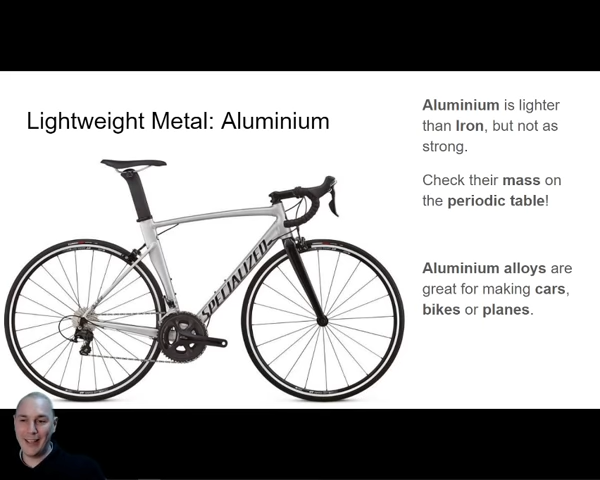 Lightweight Metal: Aluminium
Aluminium is lighter
than Iron, but not as
strong.
Check their mass on
the periodic table!
Aluminium alloys are
great for making cars,
bikes or planes.
SPECIALIZED